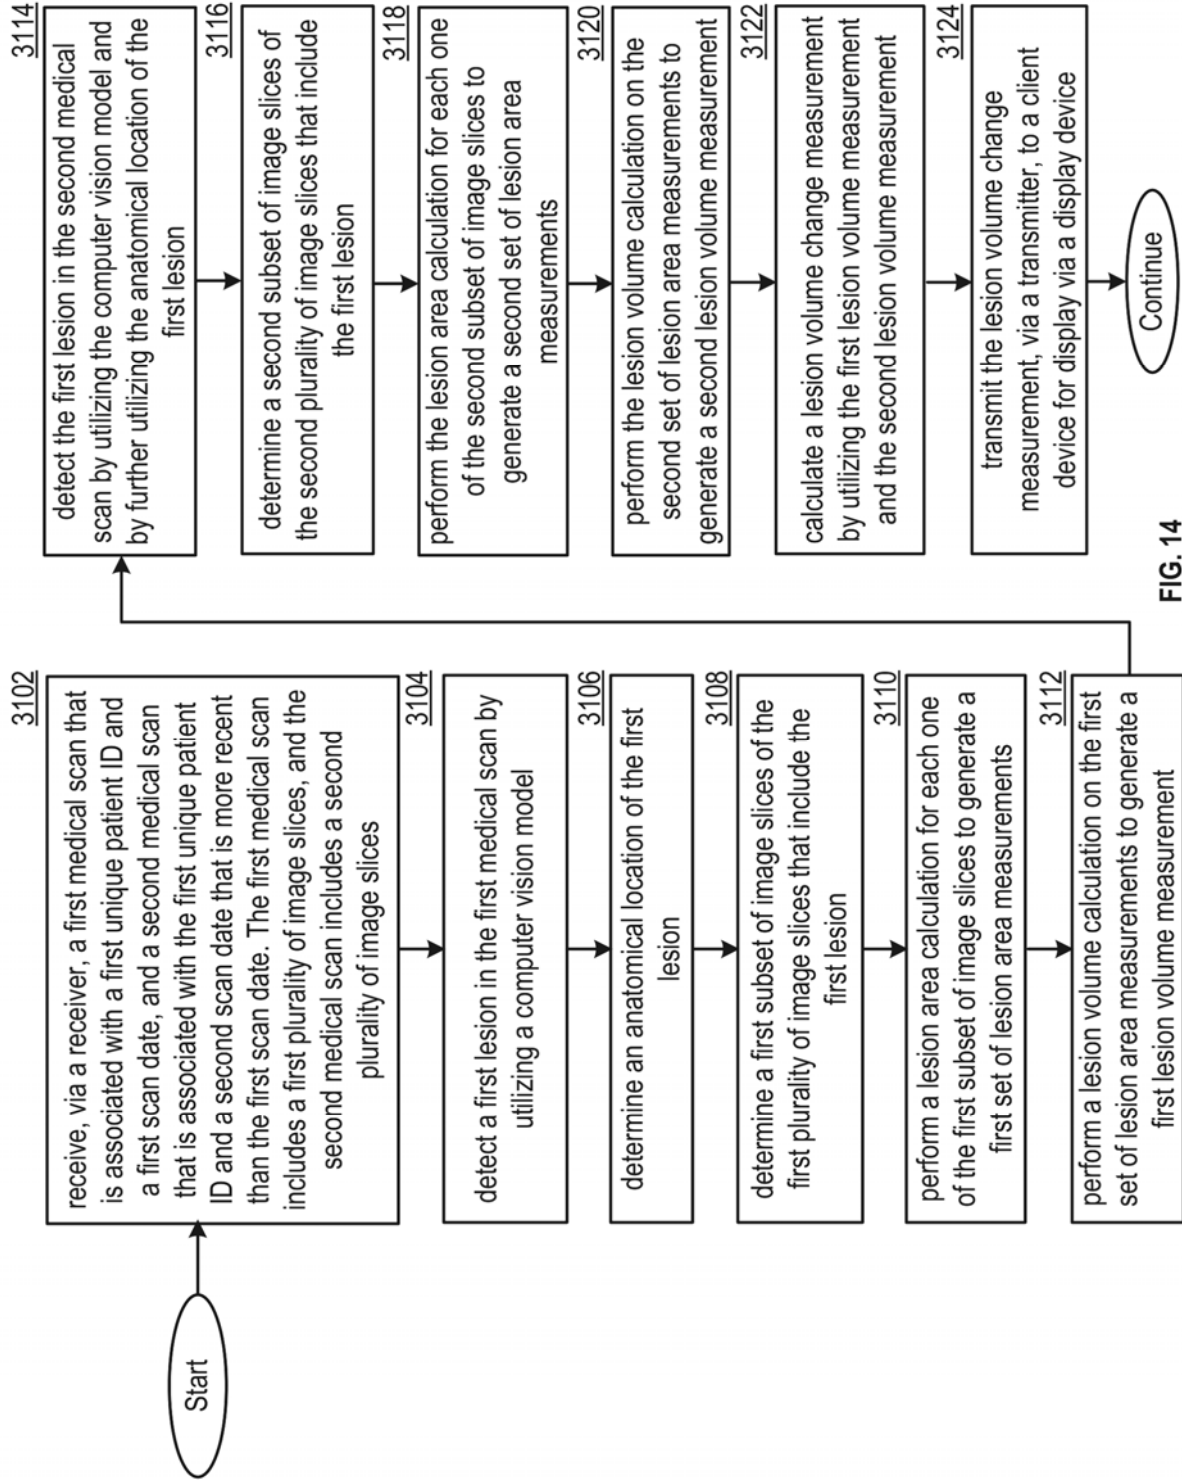 Start
3102
receive, via a receiver, a first medical scan that
is associated with a first unique patient ID and
a first scan date, and a second medical scan
that is associated with the first unique patient
ID and a second scan date that is more recent
than the first scan date. The first medical scan
includes a first plurality of image slices, and the
second medical scan includes a second
plurality of image slices
3104
detect a first lesion in the first medical scan by
utilizing a computer vision model
3106
determine an anatomical location of the first
lesion
3108
determine a first subset of image slices of the
first plurality of image slices that include the
first lesion
3110
perform a lesion area calculation for each one
of the first subset of image slices to generate a
first set of lesion area measurements
3112
perform a lesion volume calculation on the first
set of lesion area measurements to generate a
first lesion volume measurement
3114
detect the first lesion in the second medical
scan by utilizing the computer vision model and
by further utilizing the anatomical location of the
first lesion
3116
determine a second subset of image slices of
the second plurality of image slices that include
the first lesion
3118
perform the lesion area calculation for each one
of the second subset of image slices to
generate a second set of lesion area
measurements
3120
perform the lesion volume calculation on the
second set of lesion area measurements to
generate a second lesion volume measurement
3122
calculate a lesion volume change measurement
by utilizing the first lesion volume measurement
and the second lesion volume measurement
3124
transmit the lesion volume change
measurement, via a transmitter, to a client
device for display via a display device
Continue
FIG. 14